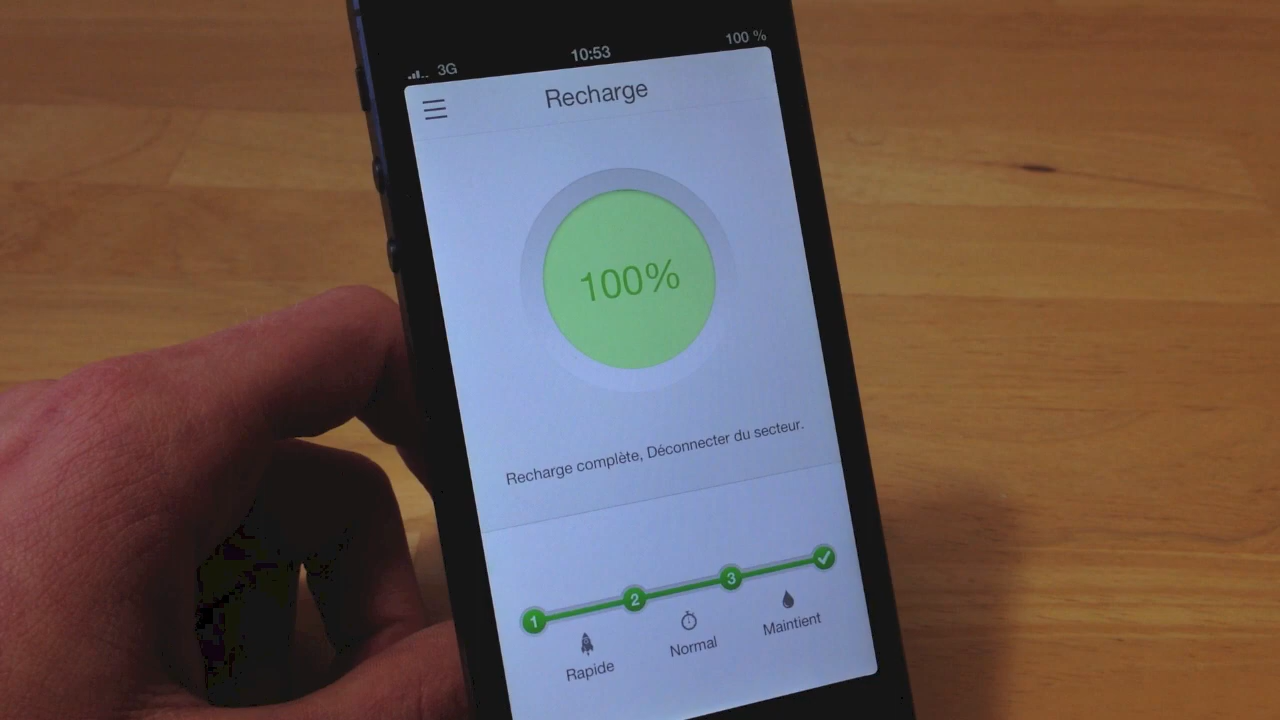 3G 10:53 100 %
Recharge
100%
Recharge complète, Déconnecter du secteur.
1 2 3
Rapide Normal Maintient